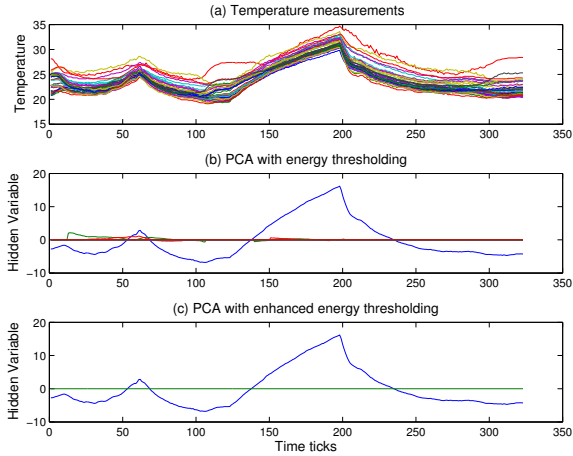 (a) Temperature measurements
35
30
25
20
15
Temperature
0 50 100 150 200 250 300 350
(b) PCA with energy thresholding
20
10
0
−10
Hidden Variable
0 50 100 150 200 250 300 350
(c) PCA with enhanced energy thresholding
20
10
0
−10
Hidden Variable
0 50 100 150 200 250 300 350
Time ticks